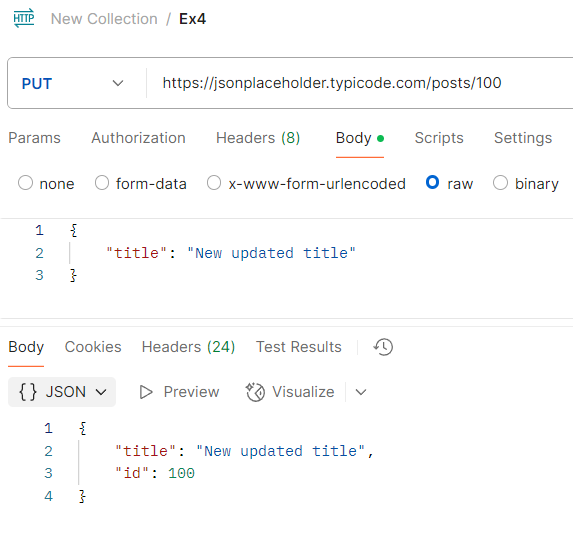 HTTP New Collection / Ex4
PUT https://jsonplaceholder.typicode.com/posts/100
Params Authorization Headers (8) Body Scripts Settings
none form-data x-www-form-urlencoded raw binary
1 {
2 "title": "New updated title"
3 }
Body Cookies Headers (24) Test Results
{} JSON Preview Visualize
1 {
2 "title": "New updated title",
3 "id": 100
4 }